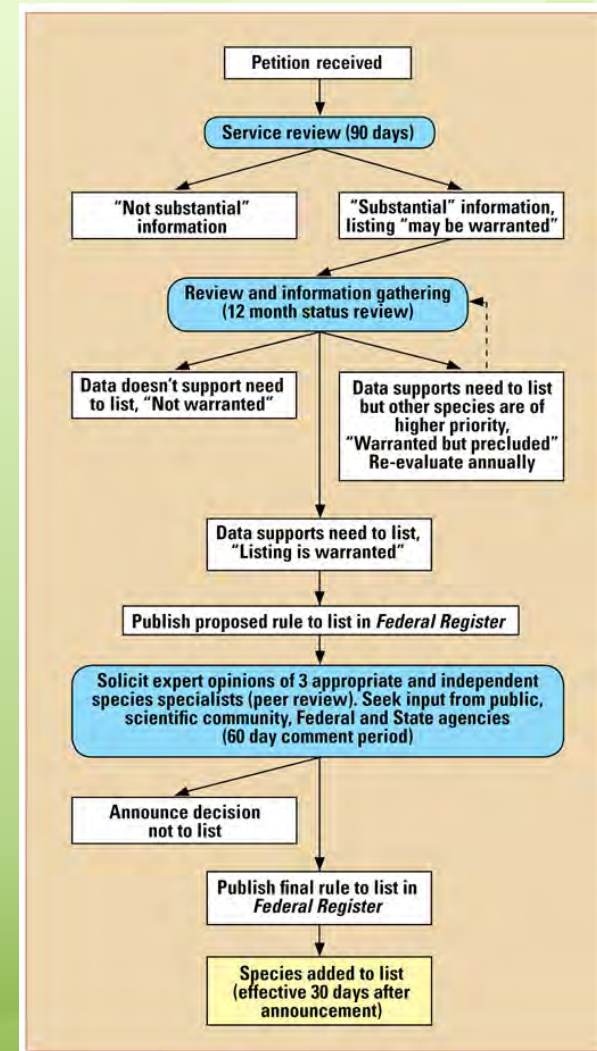 Petition received
Service review (90 days)
“Not substantial”
information
“Substantial” information,
listing “may be warranted”
Review and information gathering
(12 month status review)
Data doesn’t support need
to list, “Not warranted”
Data supports need to list
but other species are of
higher priority,
“Warranted but precluded”
Re-evaluate annually
Data supports need to list,
“Listing is warranted”
Publish proposed rule to list in Federal Register
Solicit expert opinions of 3 appropriate and independent
species specialists (peer review). Seek input from public,
scientific community, Federal and State agencies
(60 day comment period)
Announce decision
not to list
Publish final rule to list in
Federal Register
Species added to list
(effective 30 days after
announcement)